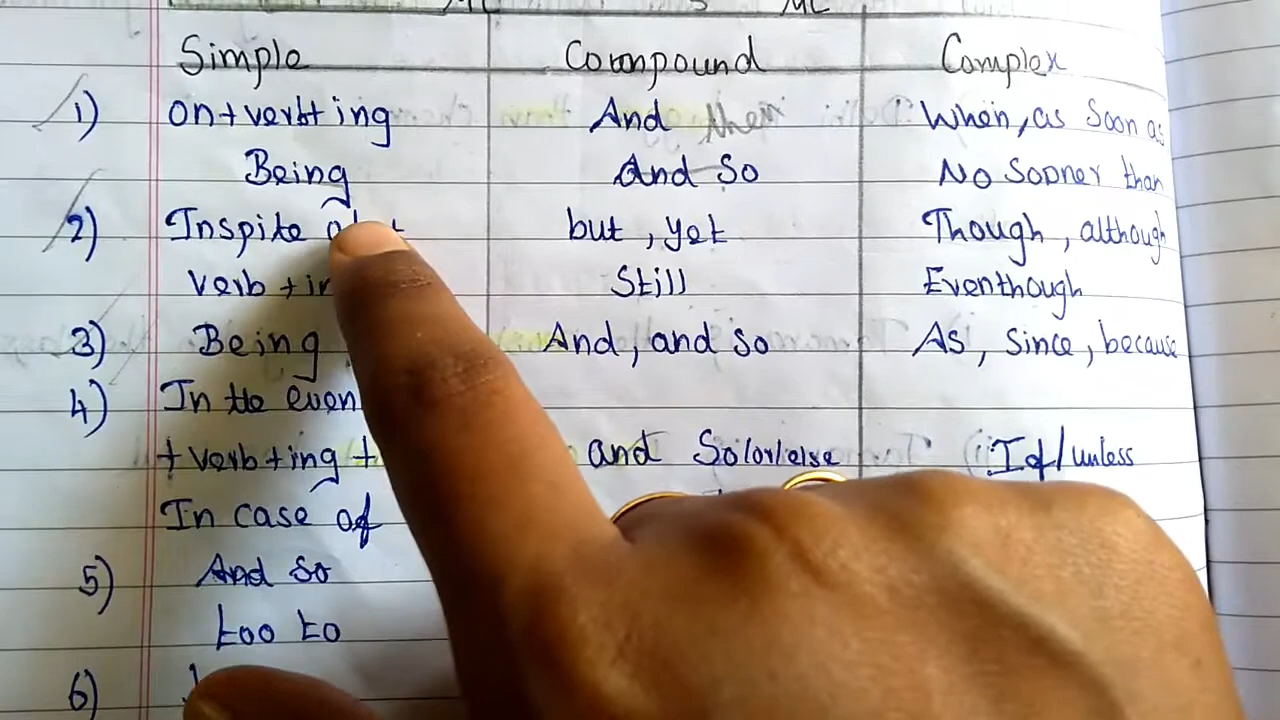 Simple Compound Complex
1) on+verb+ing And then When, as soon as
Being And so No sooner than
2) Inspite but, yet Though, although
verb + Still Eventhough
3) Being And, and so As, Since, because
4) In the
+verb+ing + and so/or/else If/unless
In case of
5) And so
too to
6)